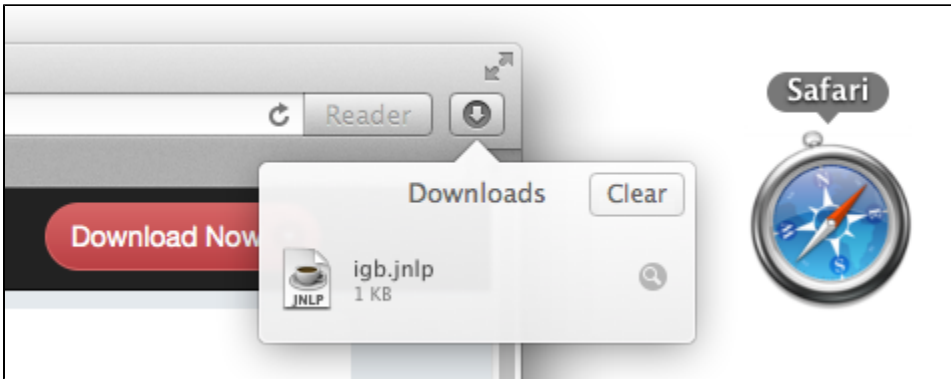 Safari
Reader
Downloads
Clear
Download Now
igb.jnlp
1 KB
JNLP